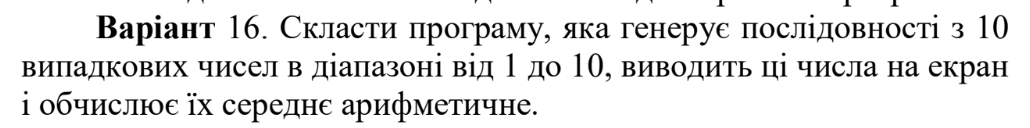 Варіант 16. Скласти програму, яка генерує послідовності з 10
випадкових чисел в діапазоні від 1 до 10, виводить ці числа на екран
і обчислює їх середнє арифметичне.